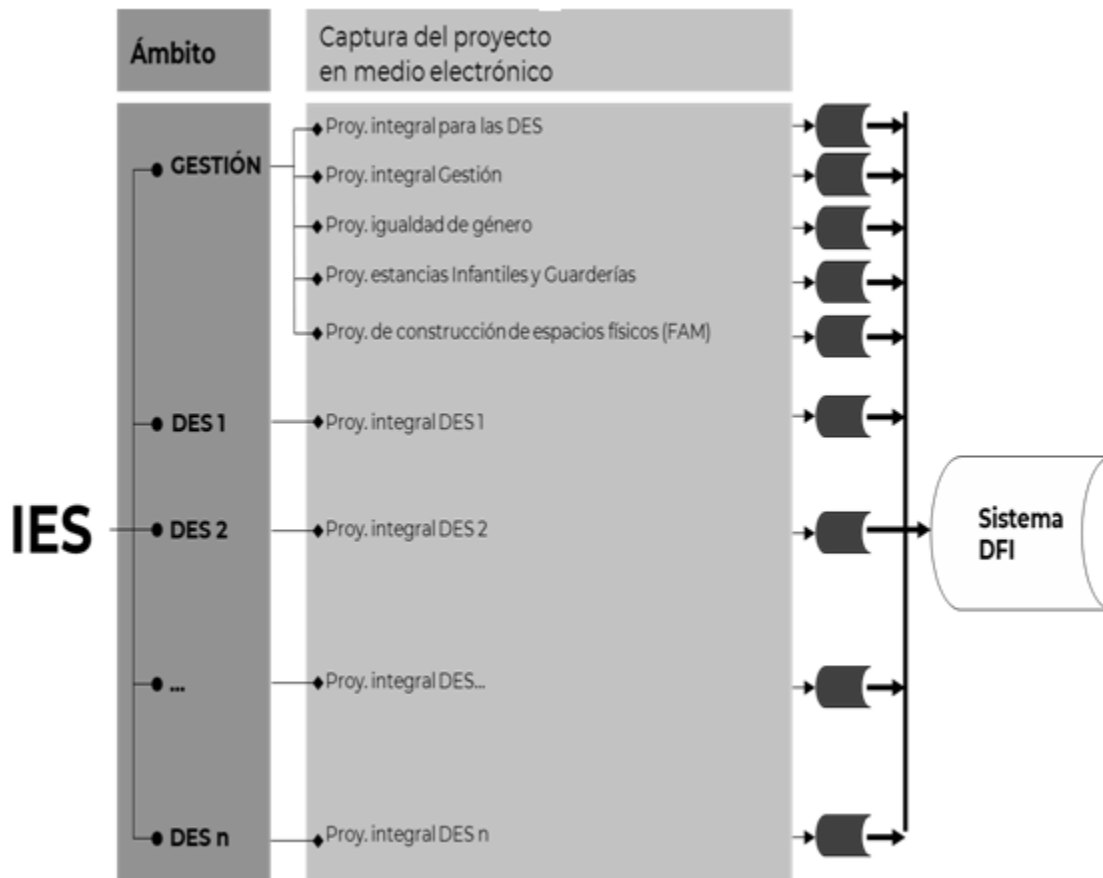 Ámbito
Captura del proyecto
en medio electrónico
GESTIÓN
Proy. integral para las DES
Proy. integral Gestión
Proy. igualdad de género
Proy. estancias Infantiles y Guarderías
Proy. de construcción de espacios físicos (FAM)
DES 1
Proy. integral DES 1
IES
DES 2
Proy. integral DES 2
Sistema
DFI
...
Proy. integral DES...
DES n
Proy. integral DES n